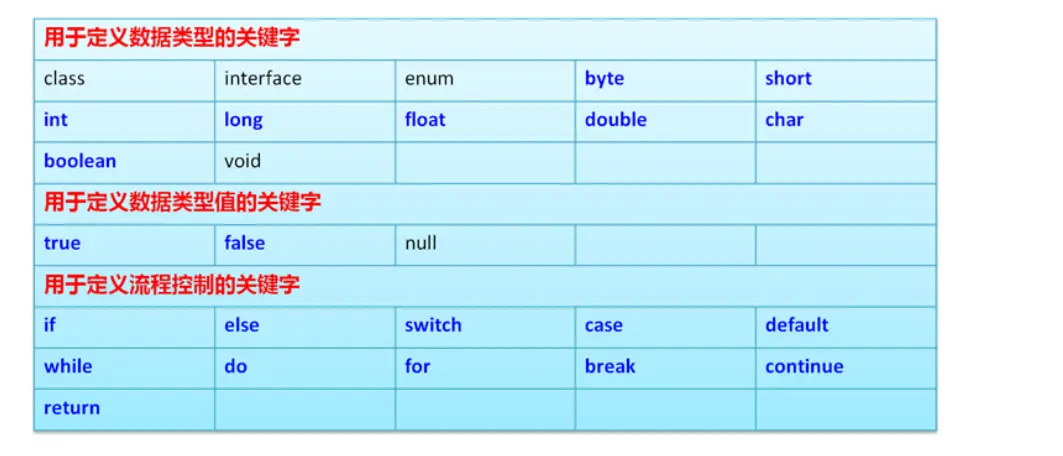 用于定义数据类型的关键字
class interface enum byte short
int long float double char
boolean void
用于定义数据类型值的关键字
true false null
用于定义流程控制的关键字
if else switch case default
while do for break continue
return